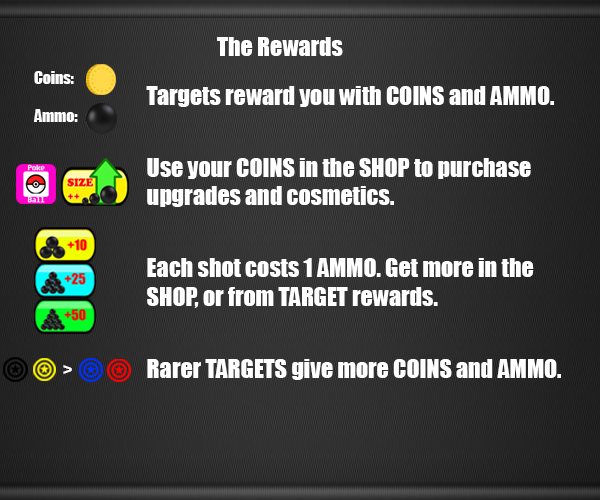 The Rewards
Coins:
Targets reward you with COINS and AMMO.
Ammo:
Poke
Ball
SIZE
++
Use your COINS in the SHOP to purchase
upgrades and cosmetics.
+10
+25
+50
Each shot costs 1 AMMO. Get more in the
SHOP, or from TARGET rewards.
>
Rarer TARGETS give more COINS and AMMO.